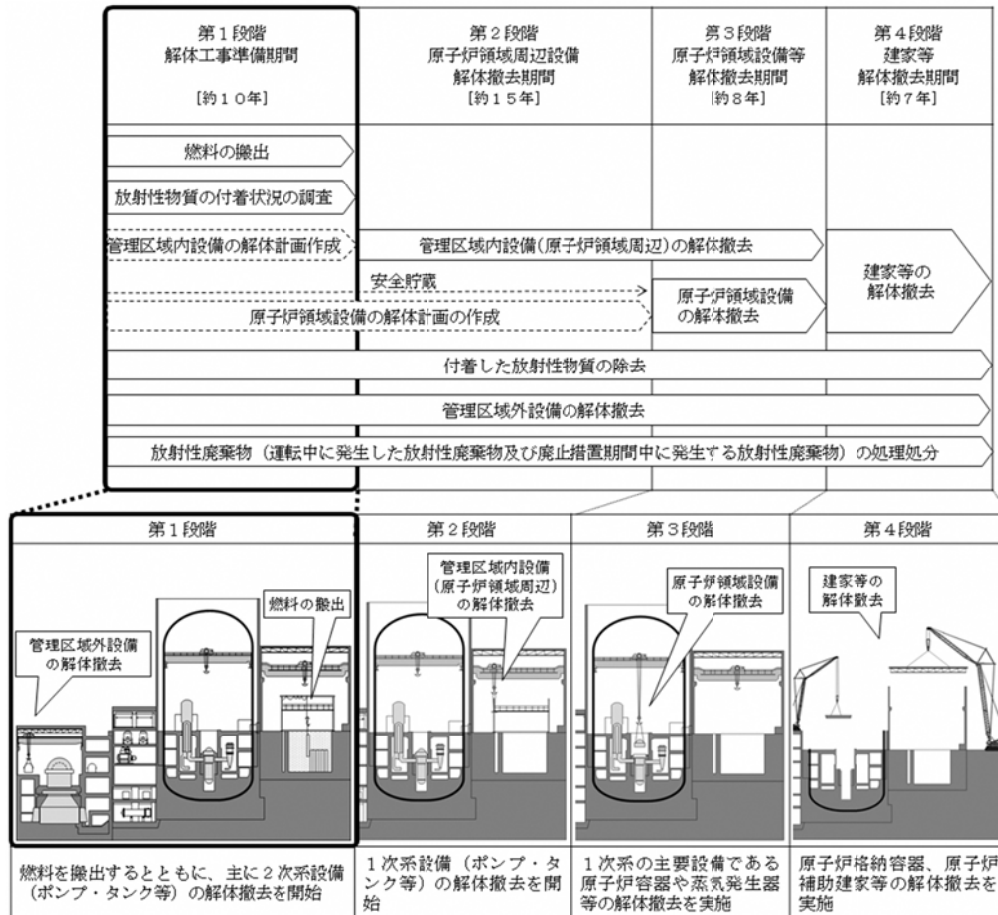 第１段階
解体工事準備期間
[約１０年]
第２段階
原子炉領域周辺設備
解体撤去期間
[約１５年]
第３段階
原子炉領域設備等
解体撤去期間
[約８年]
第４段階
建家等
解体撤去期間
[約７年]
燃料の搬出
放射性物質の付着状況の調査
管理区域内設備の解体計画作成
管理区域内設備(原子炉領域周辺)の解体撤去
安全貯蔵
原子炉領域設備の解体計画の作成
原子炉領域設備
の解体撤去
建家等の
解体撤去
付着した放射性物質の除去
管理区域外設備の解体撤去
放射性廃棄物（運転中に発生した放射性廃棄物及び廃止措置期間中に発生する放射性廃棄物）の処理処分
第１段階
第２段階
第３段階
第４段階
管理区域外設備
の解体撤去
燃料の搬出
管理区域内設備
(原子炉領域周辺)
の解体撤去
原子炉領域設備
の解体撤去
建家等の
解体撤去
燃料を搬出するとともに、主に２次系設備
（ポンプ・タンク等）の解体撤去を開始
１次系設備（ポンプ・タ
ンク等）の解体撤去を開
始
１次系の主要設備である
原子炉容器や蒸気発生器
等の解体撤去を実施
原子炉格納容器、原子炉
補助建家等の解体撤去を
実施